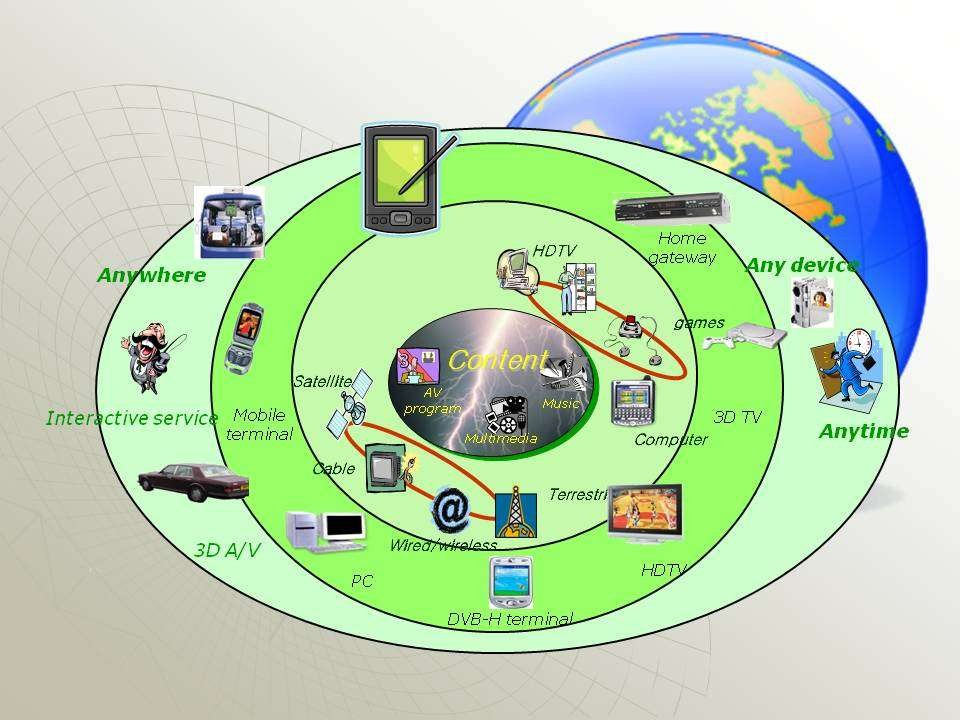 HDTV
Home
gateway
Any device
Anywhere
games
Content
Satellite
AV
program
Music
Interactive service
Mobile
terminal
3D TV
Anytime
Multimedia
Computer
Cable
Terrestri
Wired/wireless
3D A/V
PC
HDTV
DVB-H terminal
@